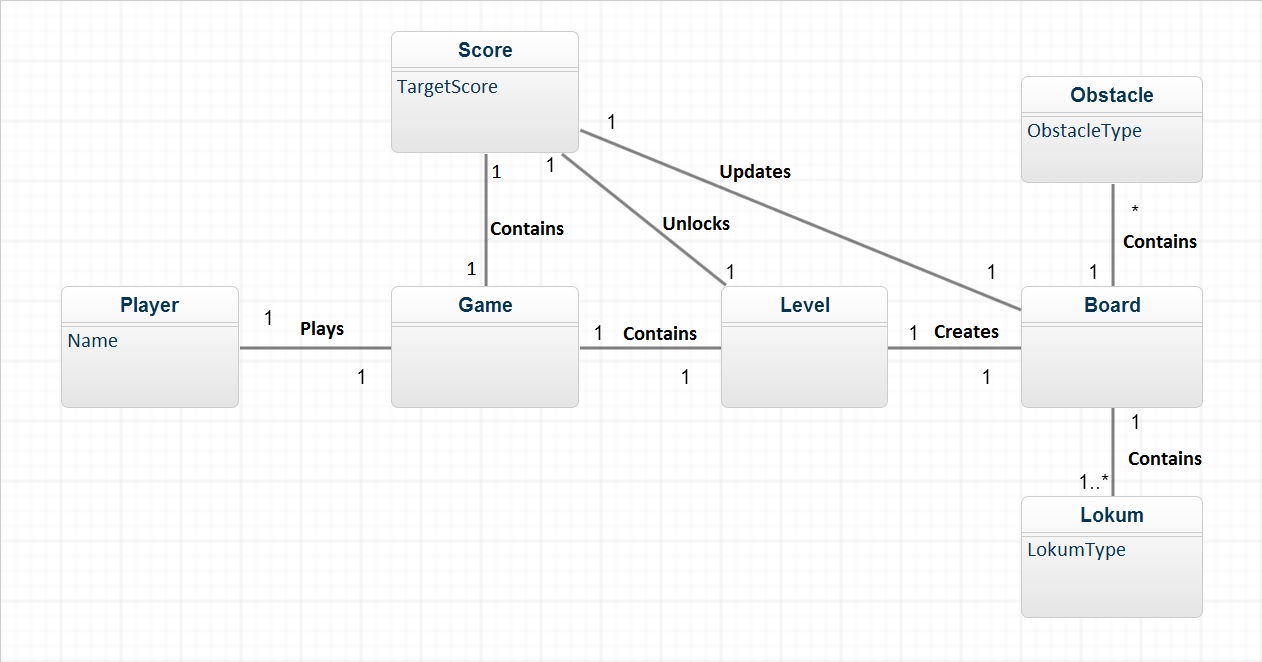 Score
TargetScore
Obstacle
ObstacleType
1
1
1
Updates
*
Contains
Unlocks
Contains
1
1
1
1
Player
Name
1
Plays
1
Game
1
Contains
1
Level
1
Creates
1
Board
1
Contains
1..*
Lokum
LokumType